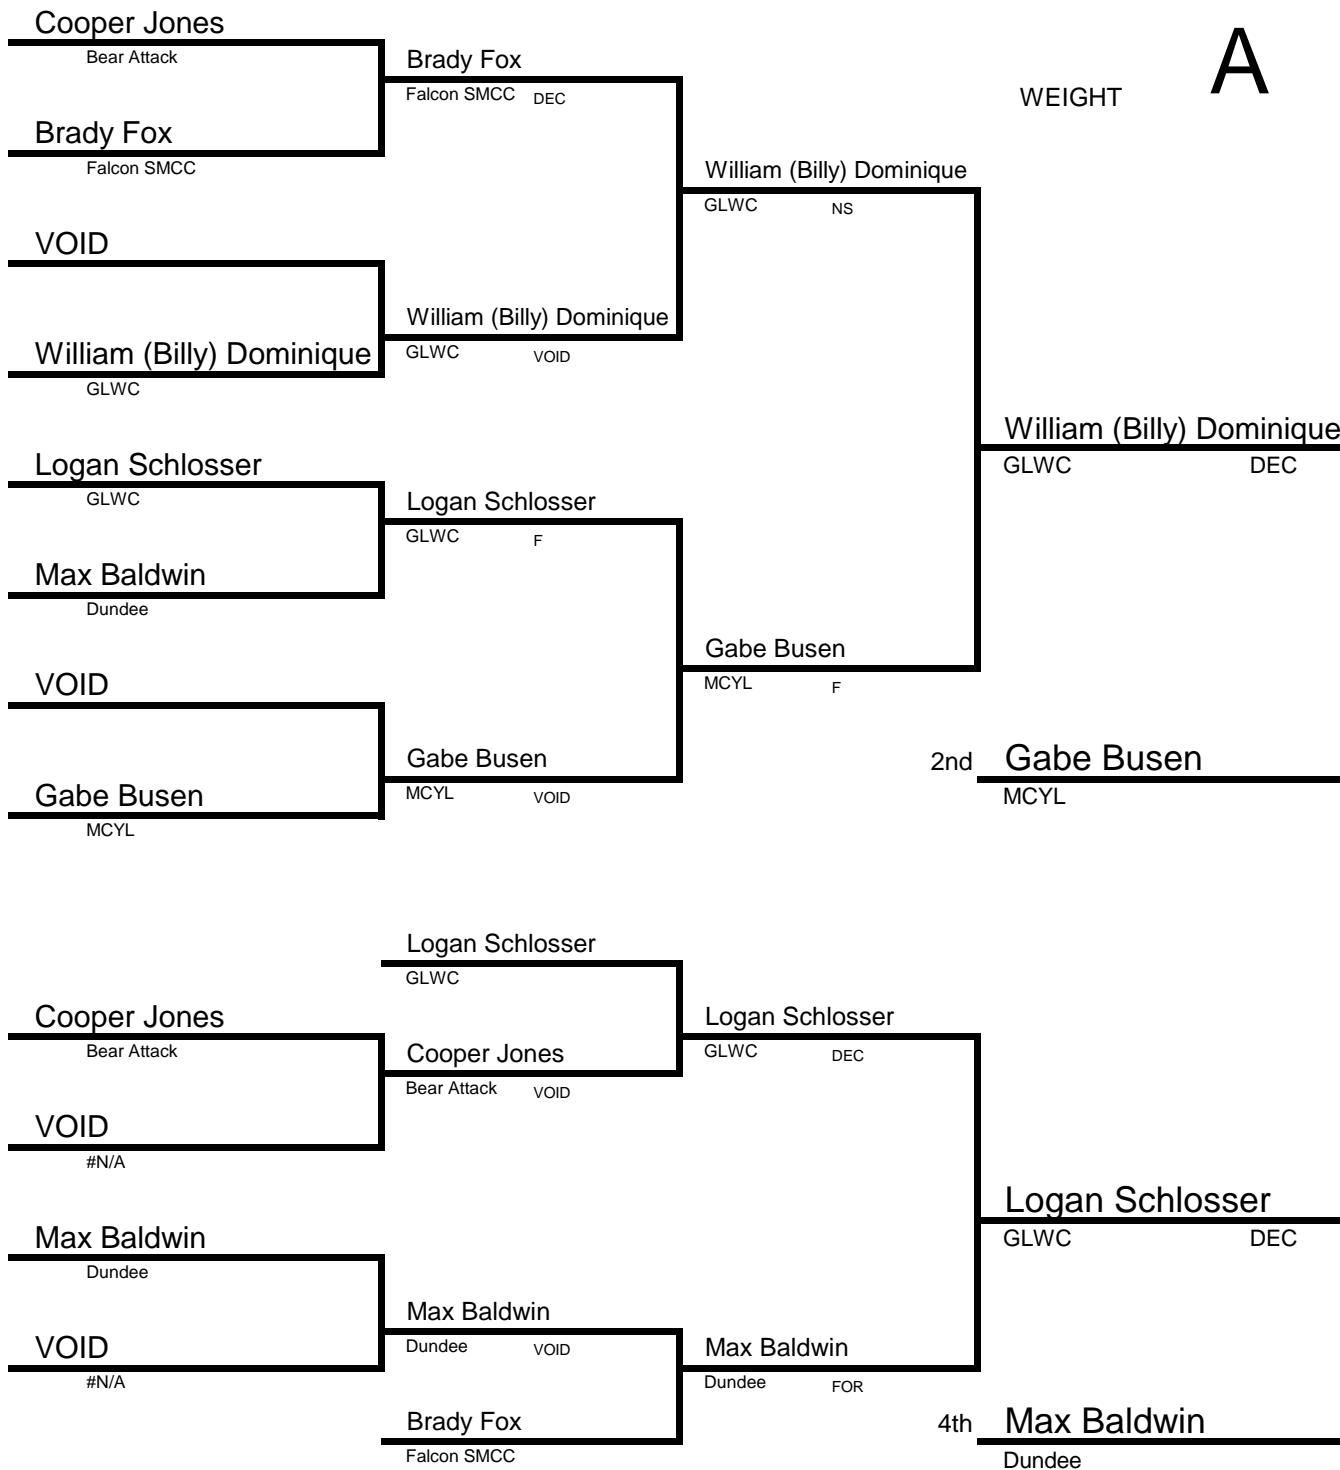 Cooper Jones
Bear Attack
Brady Fox
Falcon SMCC DEC
A
WEIGHT
Brady Fox
Falcon SMCC
William (Billy) Dominique
GLWC NS
VOID
William (Billy) Dominique
GLWC VOID
William (Billy) Dominique
GLWC
William (Billy) Dominique
GLWC DEC
Logan Schlosser
GLWC
Logan Schlosser
GLWC F
Max Baldwin
Dundee
Gabe Busen
MCYL F
VOID
Gabe Busen
MCYL VOID
2nd Gabe Busen
MCYL
Gabe Busen
MCYL
Logan Schlosser
GLWC
Cooper Jones
Bear Attack
Logan Schlosser
GLWC DEC
Cooper Jones
Bear Attack VOID
VOID
#N/A
Logan Schlosser
GLWC DEC
Max Baldwin
Dundee
Max Baldwin
Dundee VOID
VOID
#N/A
Max Baldwin
Dundee FOR
Brady Fox
Falcon SMCC
4th Max Baldwin
Dundee